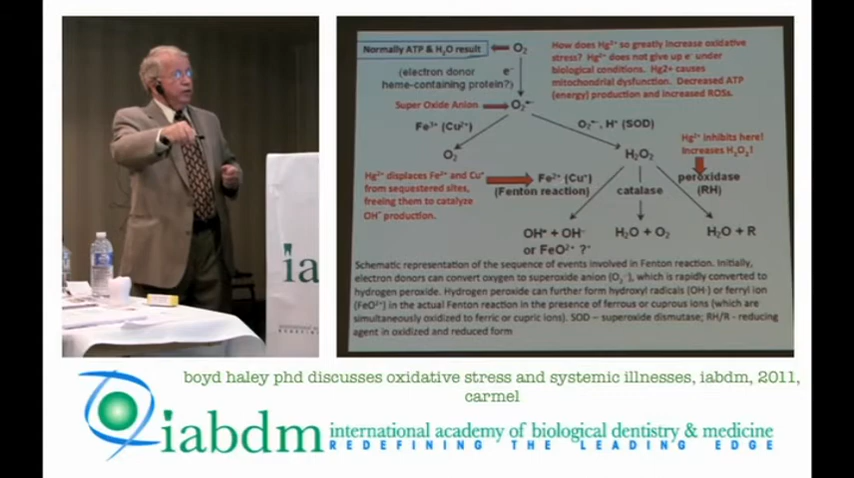 Normally ATP & H₂O result
O₂
How does Hg²⁺ so greatly increase oxidative
stress? Hg²⁺ does not give up e⁻ under
biological conditions. Hg2+ causes
mitochondrial dysfunction. Decreased ATP
(energy) production and increased ROSs.
(electron donor e⁻
heme-containing protein?)
Super Oxide Anion
O₂•⁻
Fe³⁺ (Cu²⁺)
O₂•⁻, H⁺ (SOD)
Hg²⁺ inhibits here!
Increases H₂O₂!
O₂
H₂O₂
Hg²⁺ displaces Fe²⁺ and Cu⁺
from sequestered sites,
freeing them to catalyze
OH• production.
Fe²⁺ (Cu⁺)
(Fenton reaction)
catalase
peroxidase
(RH)
OH• + OH⁻
or FeO²⁺ ?
H₂O + O₂
H₂O + R
Schematic representation of the sequence of events involved in Fenton reaction. Initially,
electron donors can convert oxygen to superoxide anion (O₂•⁻), which is rapidly converted to
hydrogen peroxide. Hydrogen peroxide can further form hydroxyl radicals (OH·) or ferryl ion
(FeO²⁺) in the actual Fenton reaction in the presence of ferrous or cuprous ions (which are
simultaneously oxidized to ferric or cupric ions). SOD – superoxide dismutase; RH/R - reducing
agent in oxidized and reduced form
ia
boyd haley phd discusses oxidative stress and systemic illnesses, iabdm, 2011,
carmel
iabdm international academy of biological dentistry & medicine
REDEFINING THE LEADING EDGE